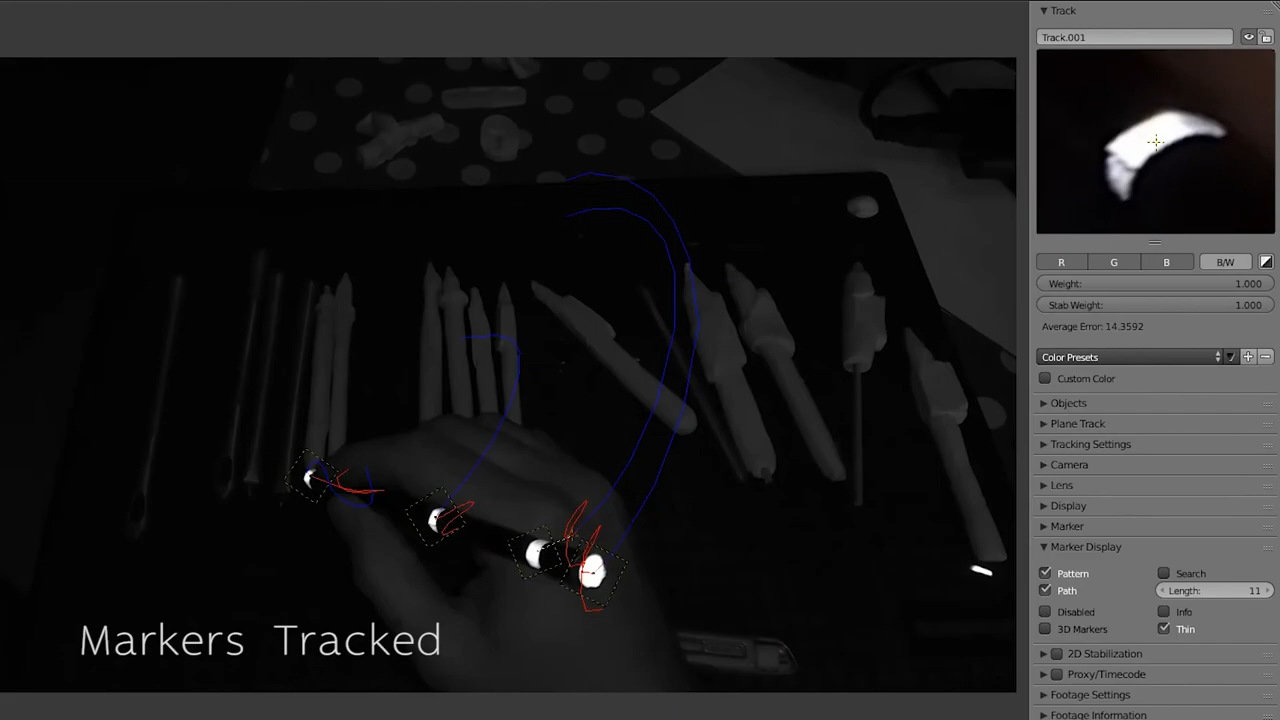 Track
Track.001
R G B B/W
Weight: 1.000
Stab Weight: 1.000
Average Error: 14.3592
Color Presets
Custom Color
Objects
Plane Track
Tracking Settings
Camera
Lens
Display
Marker
Marker Display
Pattern Search
Path Length: 11
Disabled Info
3D Markers Thin
2D Stabilization
Proxy/Timecode
Footage Settings
Footage Information
Markers Tracked